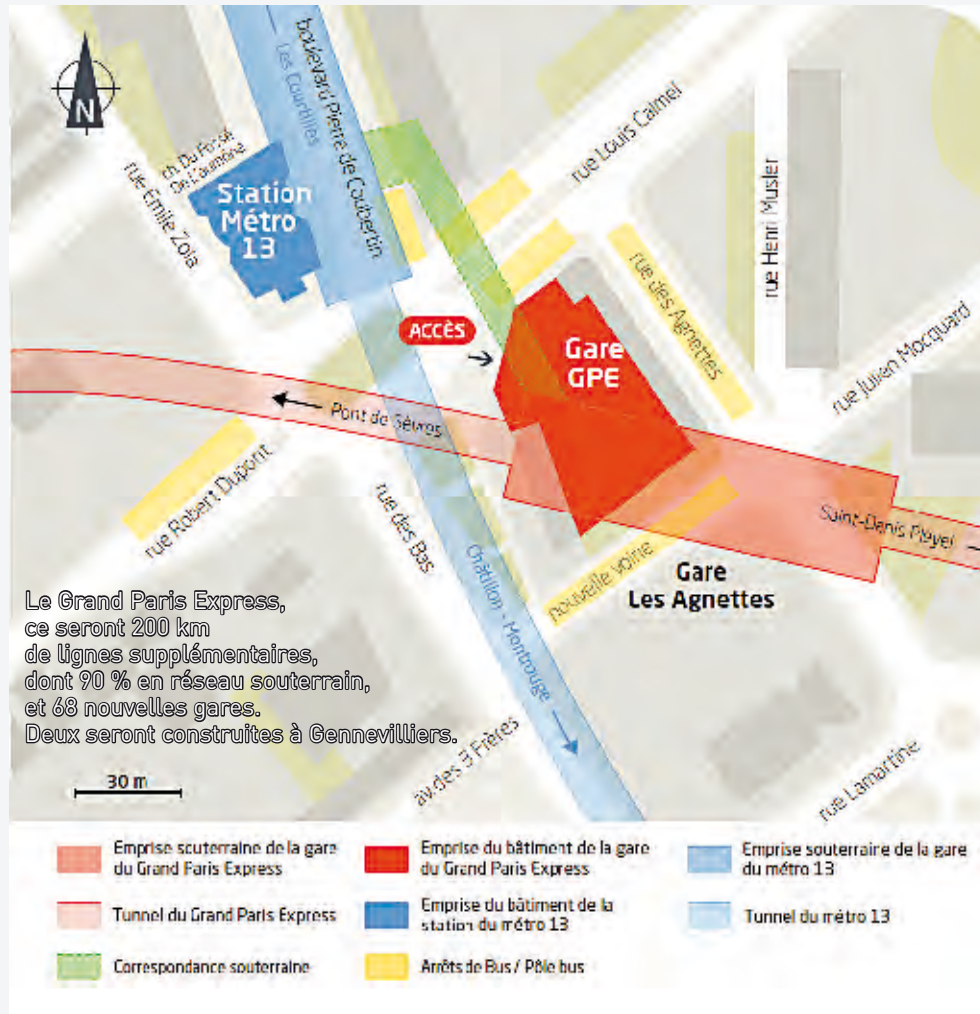 N
boulevard Pierre de Coubertin
Les Courtilles
ch. Du Fossé
De L'aumône
rue Emile Zola
Station
Métro
13
rue Louis Calmel
rue Henri Musler
rue des Agnettes
rue Julien Mocquard
ACCÈS
Gare
GPE
Pont de Sèvres
rue Robert Dupont
rue des Bas
Saint-Denis Pleyel
nouvelle voirie
Gare
Les Agnettes
Châtillon - Montrouge
Le Grand Paris Express,
ce seront 200 km
de lignes supplémentaires,
dont 90 % en réseau souterrain,
et 68 nouvelles gares.
Deux seront construites à Gennevilliers.
av.des 3 Frères
rue Lamartine
30 m
Emprise souterraine de la gare
du Grand Paris Express
Emprise du bâtiment de la gare
du Grand Paris Express
Emprise souterraine de la gare
du métro 13
Tunnel du Grand Paris Express
Emprise du bâtiment de la
station du métro 13
Tunnel du métro 13
Correspondance souterraine
Arrêts de Bus / Pôle bus